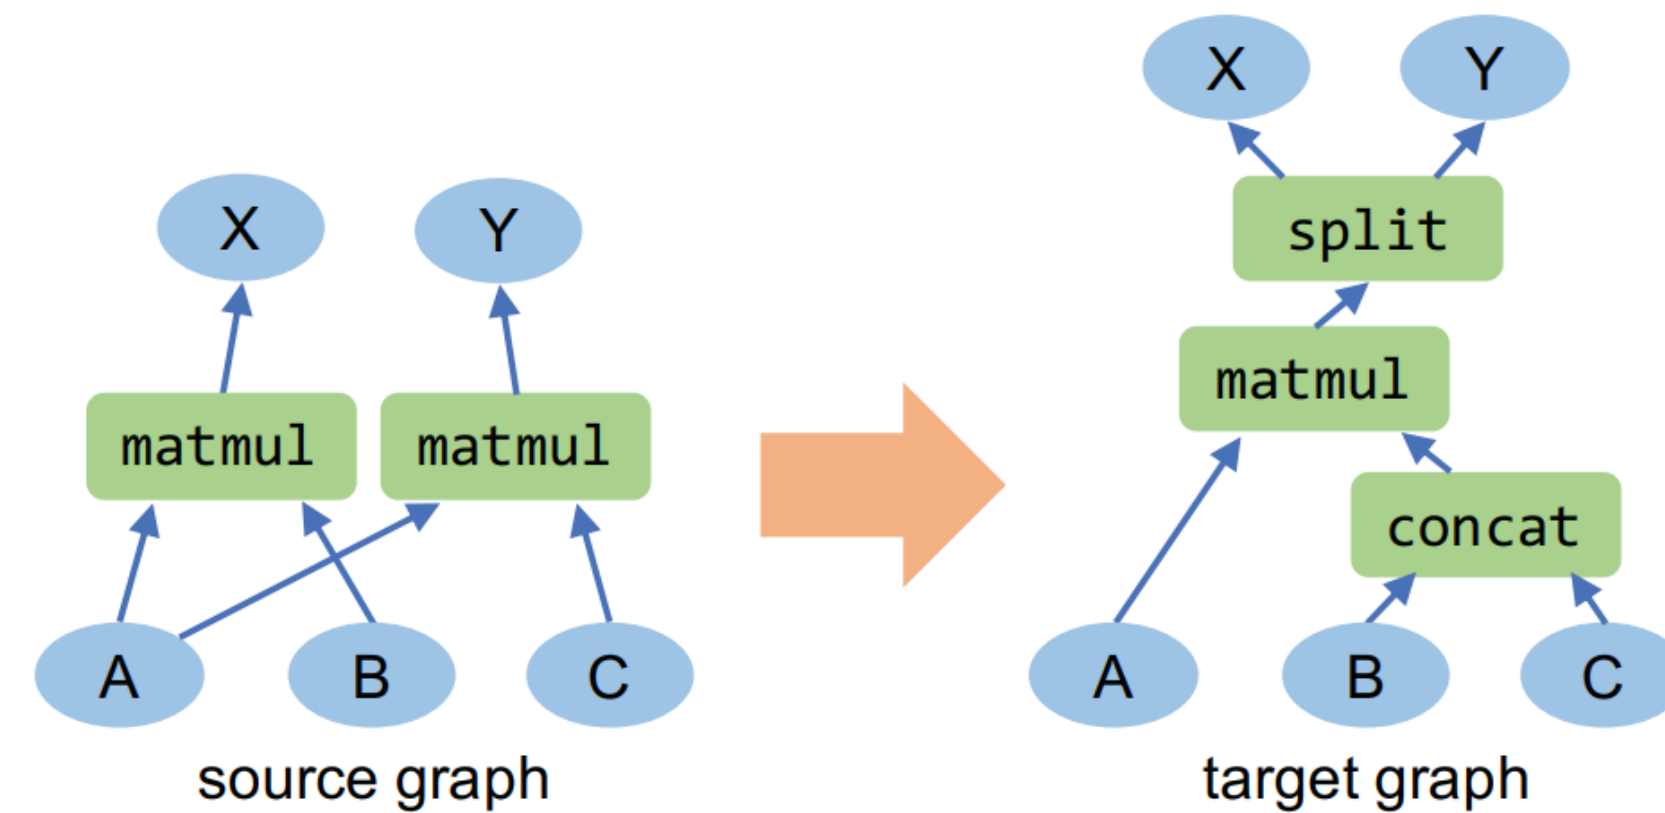 X Y
matmul matmul
A B C
source graph
X Y
split
matmul
concat
A B C
target graph